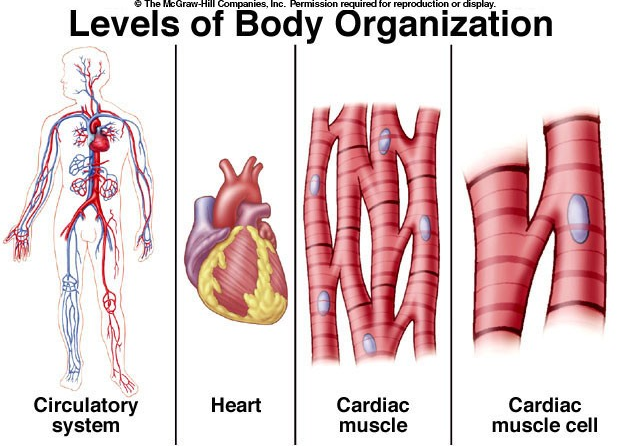 © The McGraw-Hill Companies, Inc. Permission required for reproduction or display.
Levels of Body Organization
Circulatory
system
Heart
Cardiac
muscle
Cardiac
muscle cell